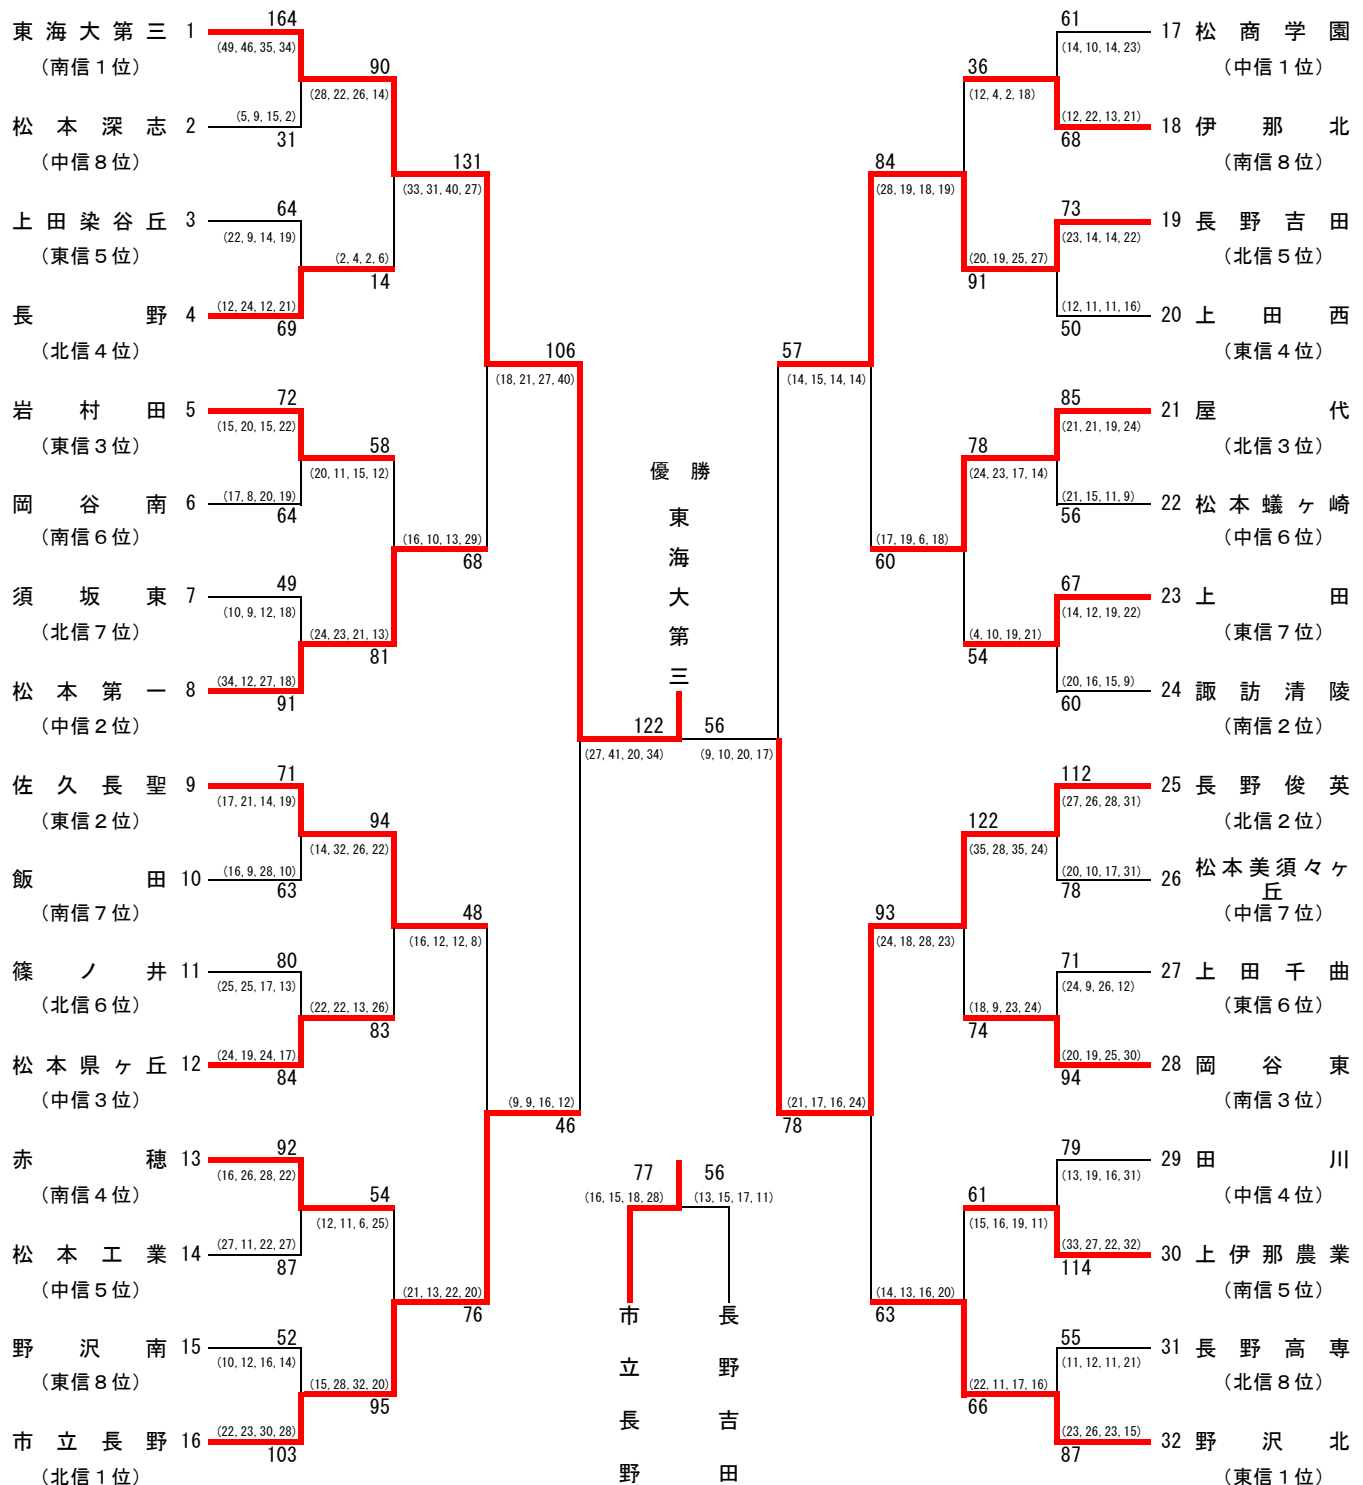 東海大第三 1 164
(49, 46, 35, 34)
（南信１位）
90
(28, 22, 26, 14)
松本深志 2 (5, 9, 15, 2)
31
（中信８位）
131
(33, 31, 40, 27)
上田染谷丘 3 64
(22, 9, 14, 19)
（東信５位）
(2, 4, 2, 6)
14
長野 4 (12, 24, 12, 21)
69
（北信４位）
106
(18, 21, 27, 40)
岩村田 5 72
(15, 20, 15, 22)
（東信３位）
58
(20, 11, 15, 12)
岡谷南 6 (17, 8, 20, 19)
64
（南信６位）
(16, 10, 13, 29)
68
須坂東 7 49
(10, 9, 12, 18)
（北信７位）
(24, 23, 21, 13)
81
松本第一 8 (34, 12, 27, 18)
91
（中信２位）
佐久長聖 9 71
(17, 21, 14, 19)
（東信２位）
94
(14, 32, 26, 22)
飯田 10 (16, 9, 28, 10)
63
（南信７位）
48
(16, 12, 12, 8)
篠ノ井 11 80
(25, 25, 17, 13)
（北信６位）
(22, 22, 13, 26)
83
松本県ヶ丘 12 (24, 19, 24, 17)
84
（中信３位）
(9, 9, 16, 12)
46
赤穂 13 92
(16, 26, 28, 22)
（南信４位）
54
(12, 11, 6, 25)
松本工業 14 (27, 11, 22, 27)
87
（中信５位）
(21, 13, 22, 20)
76
野沢南 15 52
(10, 12, 16, 14)
（東信８位）
(15, 28, 32, 20)
95
市立長野 16 (22, 23, 30, 28)
103
（北信１位）
優勝
東海大第三
122 56
(27, 41, 20, 34) (9, 10, 20, 17)
77 56
(16, 15, 18, 28) (13, 15, 17, 11)
市立長野
長野吉田
61 17 松商学園
(14, 10, 14, 23)
（中信１位）
36
(12, 4, 2, 18)
(12, 22, 13, 21) 18 伊那北
68
（南信８位）
84
(28, 19, 18, 19)
73 19 長野吉田
(23, 14, 14, 22)
（北信５位）
(20, 19, 25, 27)
91
(12, 11, 11, 16) 20 上田西
50
（東信４位）
57
(14, 15, 14, 14)
85 21 屋代
(21, 21, 19, 24)
（北信３位）
78
(24, 23, 17, 14)
(21, 15, 11, 9) 22 松本蟻ヶ崎
56
（中信６位）
(17, 19, 6, 18)
60
67 23 上田
(14, 12, 19, 22)
（東信７位）
(4, 10, 19, 21)
54
(20, 16, 15, 9) 24 諏訪清陵
60
（南信２位）
112 25 長野俊英
(27, 26, 28, 31)
（北信２位）
122
(35, 28, 35, 24)
(20, 10, 17, 31) 26 松本美須々ヶ
丘
78
（中信７位）
93
(24, 18, 28, 23)
71 27 上田千曲
(24, 9, 26, 12)
（東信６位）
(18, 9, 23, 24)
74
(20, 19, 25, 30) 28 岡谷東
94
（南信３位）
(21, 17, 16, 24)
78
79 29 田川
(13, 19, 16, 31)
（中信４位）
61
(15, 16, 19, 11)
(33, 27, 22, 32) 30 上伊那農業
114
（南信５位）
(14, 13, 16, 20)
63
55 31 長野高専
(11, 12, 11, 21)
（北信８位）
(22, 11, 17, 16)
66
(23, 26, 23, 15) 32 野沢北
87
（東信１位）